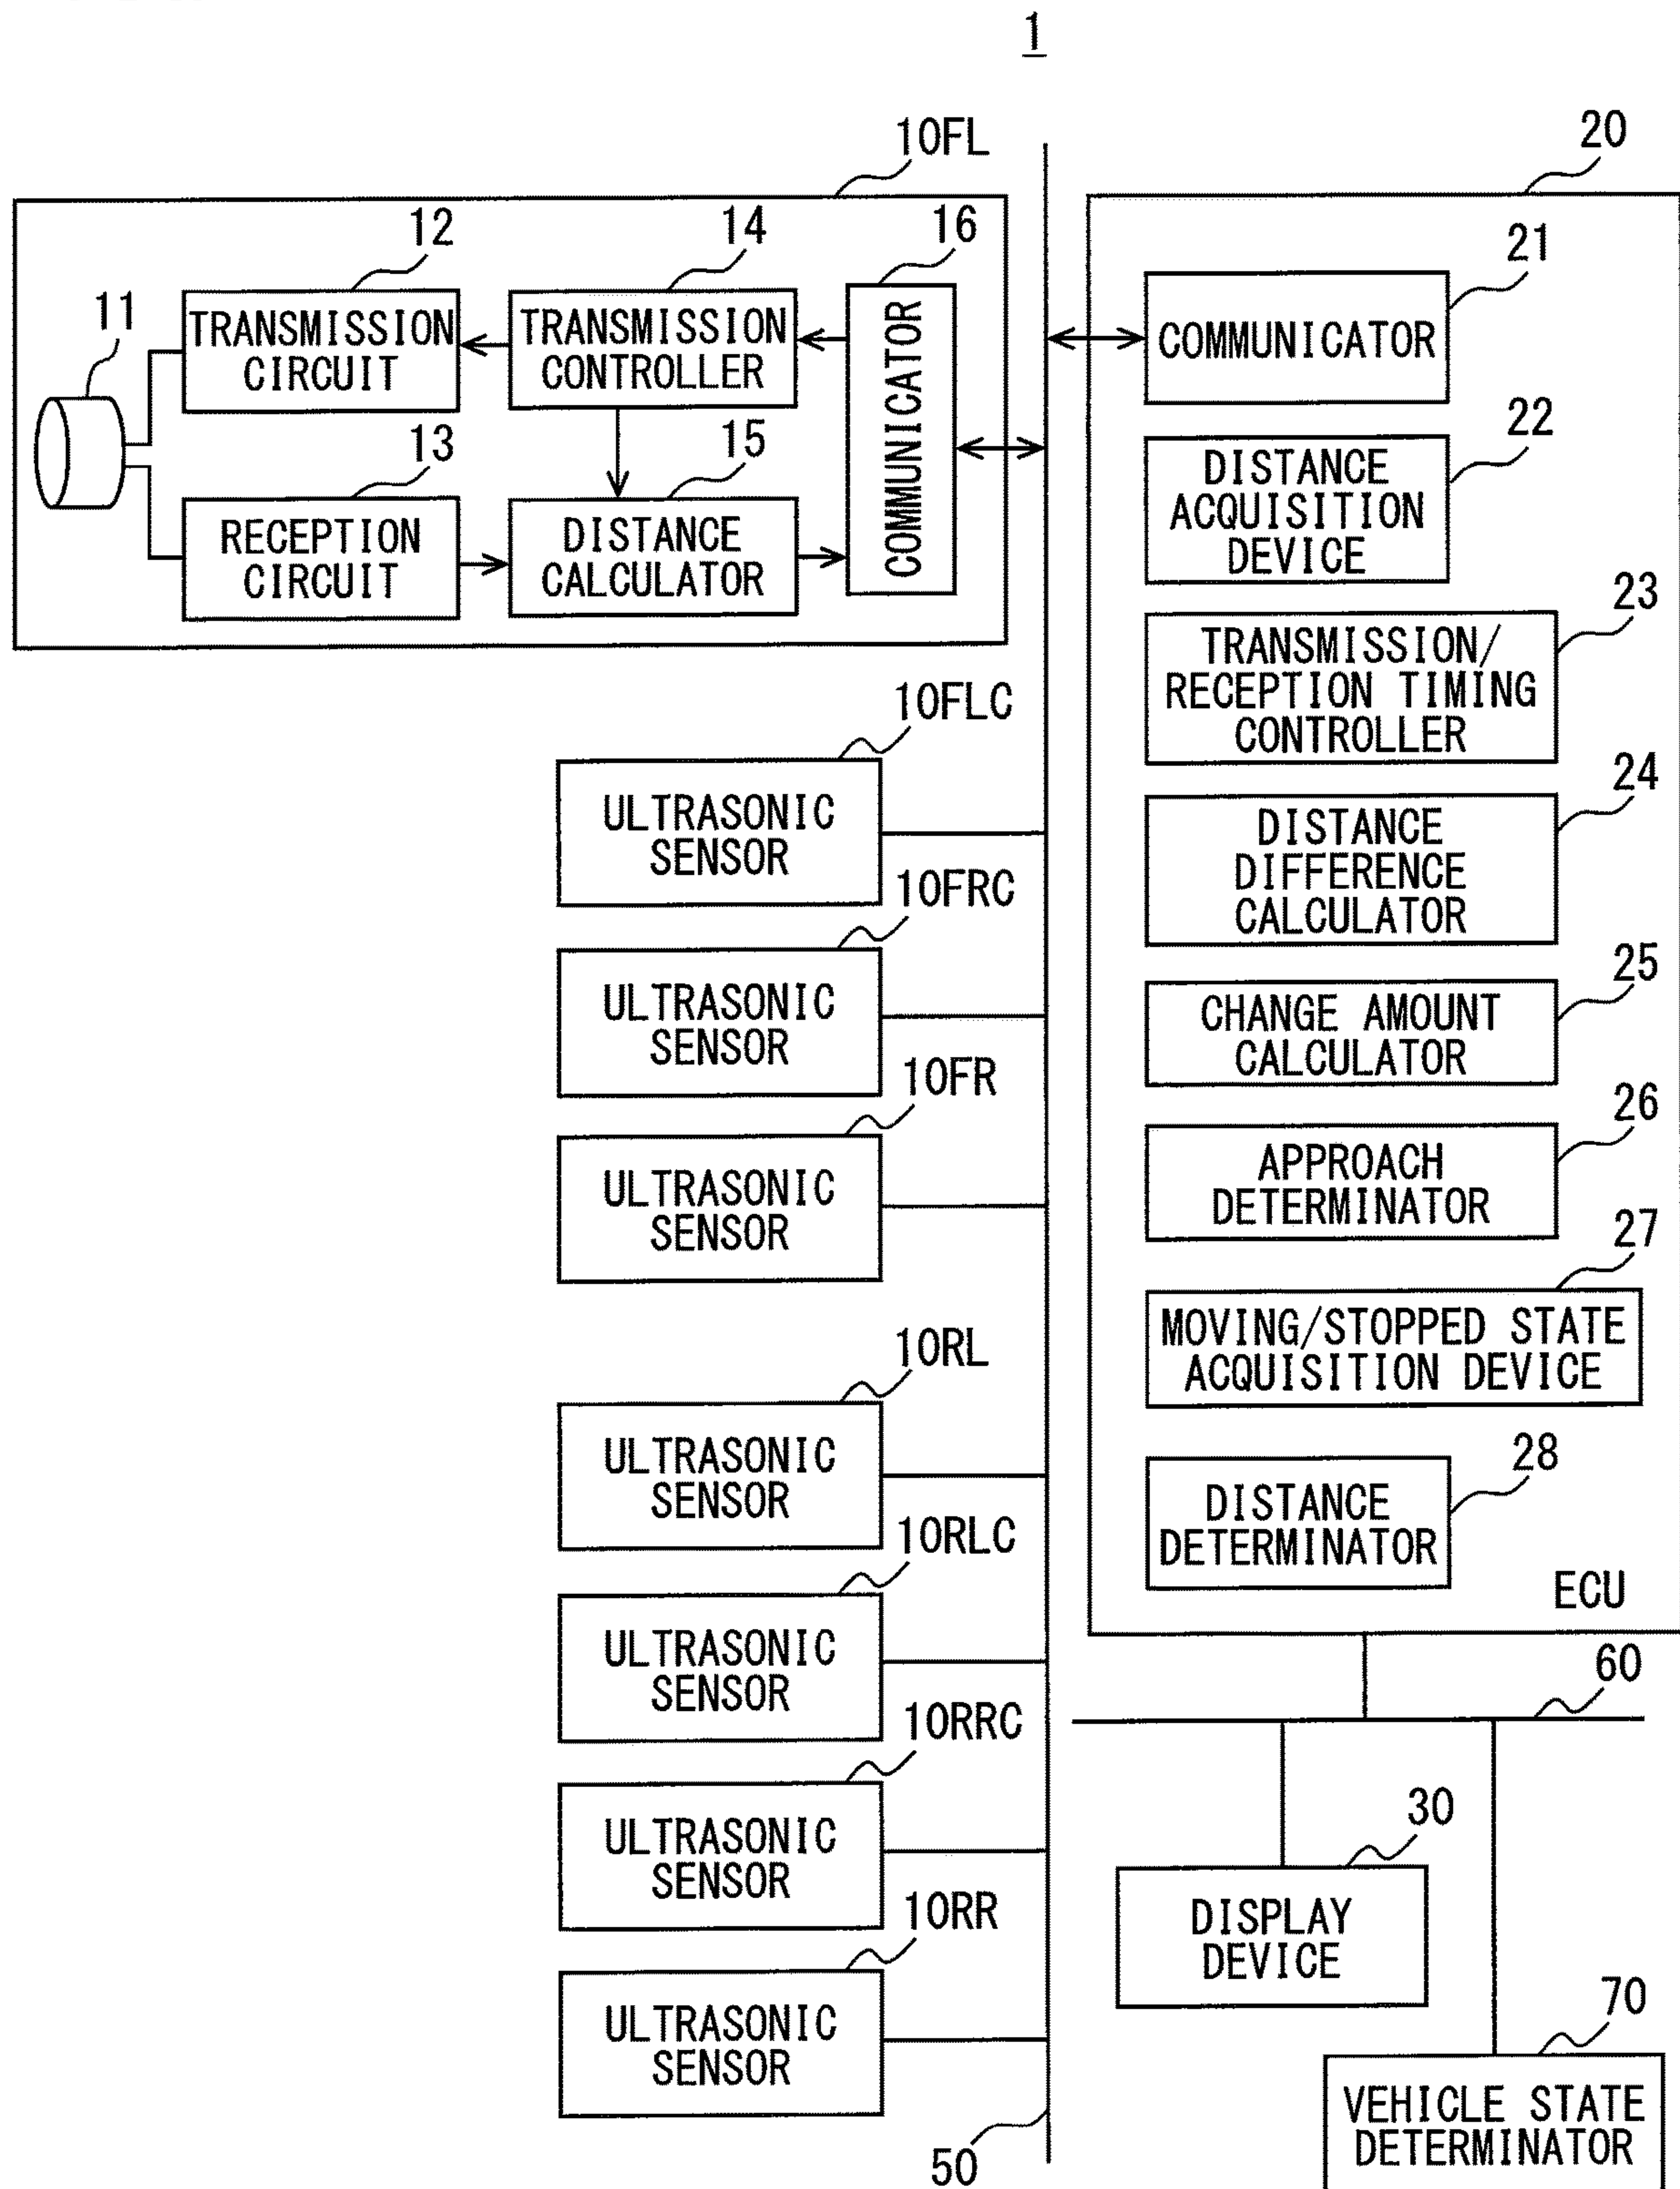 1
10FL
12
14
16
11
TRANSMISSION
CIRCUIT
TRANSMISSION
CONTROLLER
COMMUNICATOR
13
15
RECEPTION
CIRCUIT
DISTANCE
CALCULATOR
10FLC
ULTRASONIC
SENSOR
10FRC
ULTRASONIC
SENSOR
10FR
ULTRASONIC
SENSOR
10RL
ULTRASONIC
SENSOR
10RLC
ULTRASONIC
SENSOR
10RRC
ULTRASONIC
SENSOR
10RR
ULTRASONIC
SENSOR
50
20
21
COMMUNICATOR
22
DISTANCE
ACQUISITION
DEVICE
23
TRANSMISSION/
RECEPTION TIMING
CONTROLLER
24
DISTANCE
DIFFERENCE
CALCULATOR
25
CHANGE AMOUNT
CALCULATOR
26
APPROACH
DETERMINATOR
27
MOVING/STOPPED STATE
ACQUISITION DEVICE
28
DISTANCE
DETERMINATOR
ECU
60
30
DISPLAY
DEVICE
70
VEHICLE STATE
DETERMINATOR